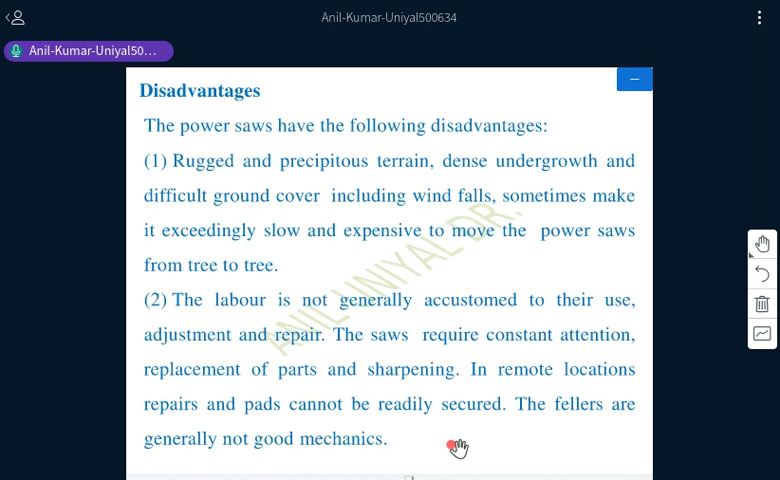 Anil-Kumar-Uniyal500634
Anil-Kumar-Uniyal50...
Disadvantages
The power saws have the following disadvantages:
(1) Rugged and precipitous terrain, dense undergrowth and
difficult ground cover including wind falls, sometimes make
it exceedingly slow and expensive to move the power saws
from tree to tree.
(2) The labour is not generally accustomed to their use,
adjustment and repair. The saws require constant attention,
replacement of parts and sharpening. In remote locations
repairs and pads cannot be readily secured. The fellers are
generally not good mechanics.
ANIL UNIYAL DR.